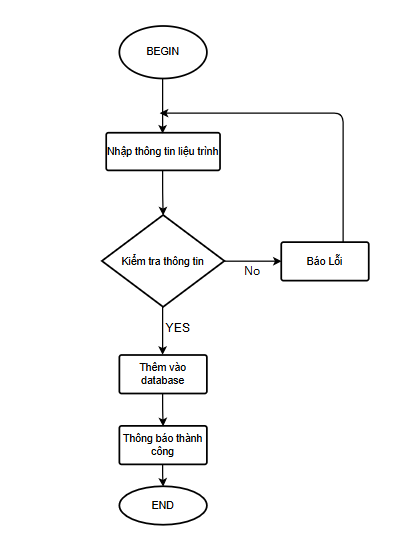 BEGIN
Nhập thông tin liệu trình
Kiểm tra thông tin
No
Báo Lỗi
YES
Thêm vào
database
Thông báo thành
công
END